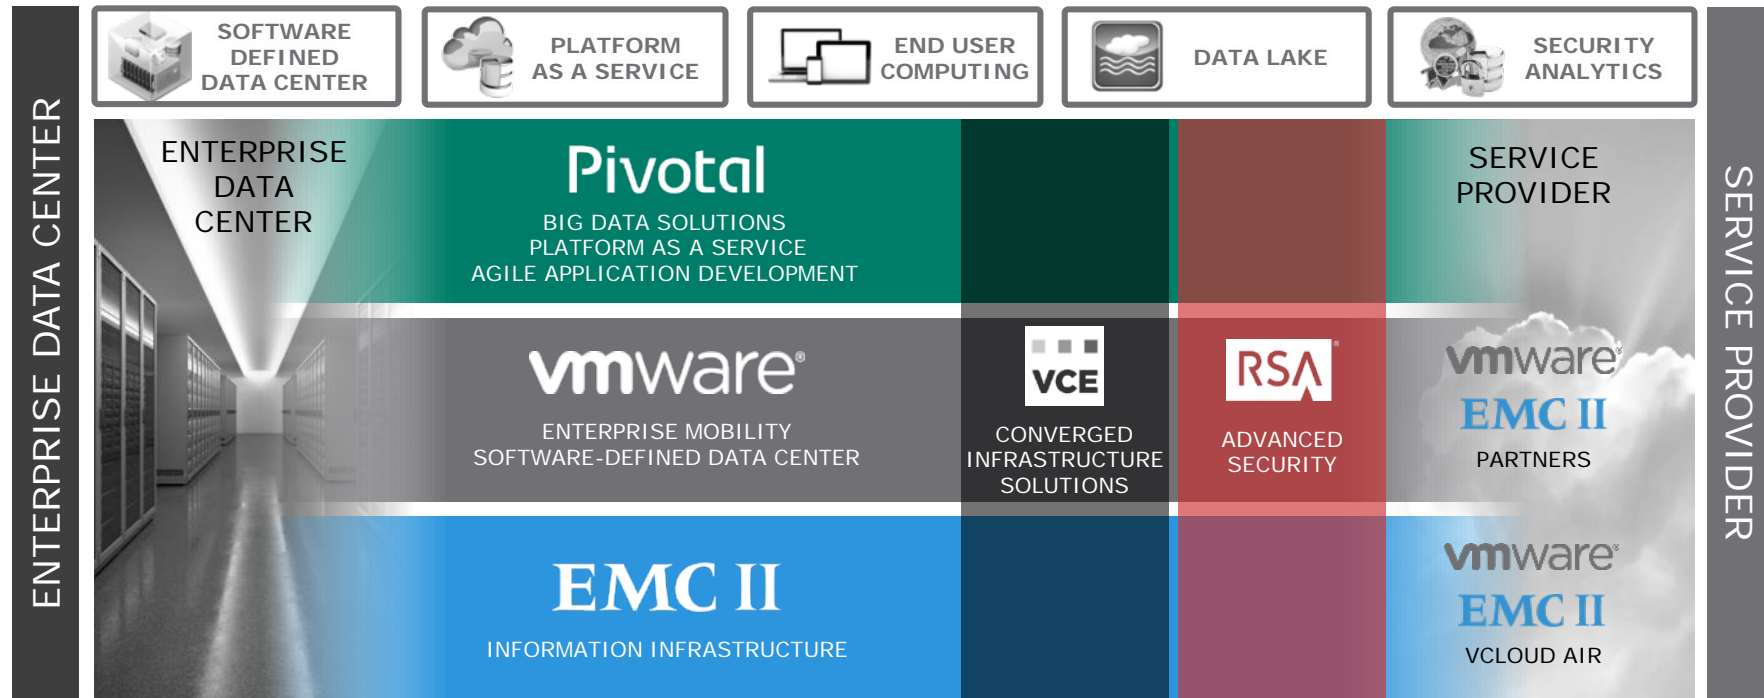 ENTERPRISE DATA CENTER
SOFTWARE
DEFINED
DATA CENTER
PLATFORM
AS A SERVICE
END USER
COMPUTING
DATA LAKE
SECURITY
ANALYTICS
SERVICE PROVIDER
ENTERPRISE
DATA
CENTER
Pivotal
BIG DATA SOLUTIONS
PLATFORM AS A SERVICE
AGILE APPLICATION DEVELOPMENT
SERVICE
PROVIDER
vmware®
ENTERPRISE MOBILITY
SOFTWARE-DEFINED DATA CENTER
VCE
CONVERGED
INFRASTRUCTURE
SOLUTIONS
RSA®
ADVANCED
SECURITY
vmware®
EMC II
PARTNERS
EMC II
INFORMATION INFRASTRUCTURE
vmware®
EMC II
VCLOUD AIR